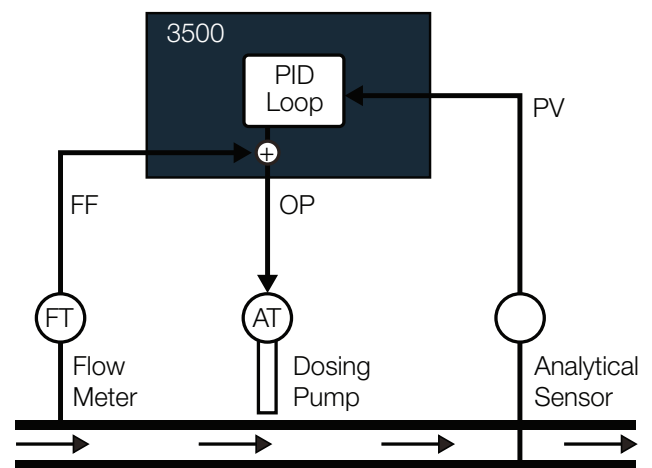 3500
PID
Loop
+
PV
FF
OP
FT
AT
Flow
Meter
Dosing
Pump
Analytical
Sensor